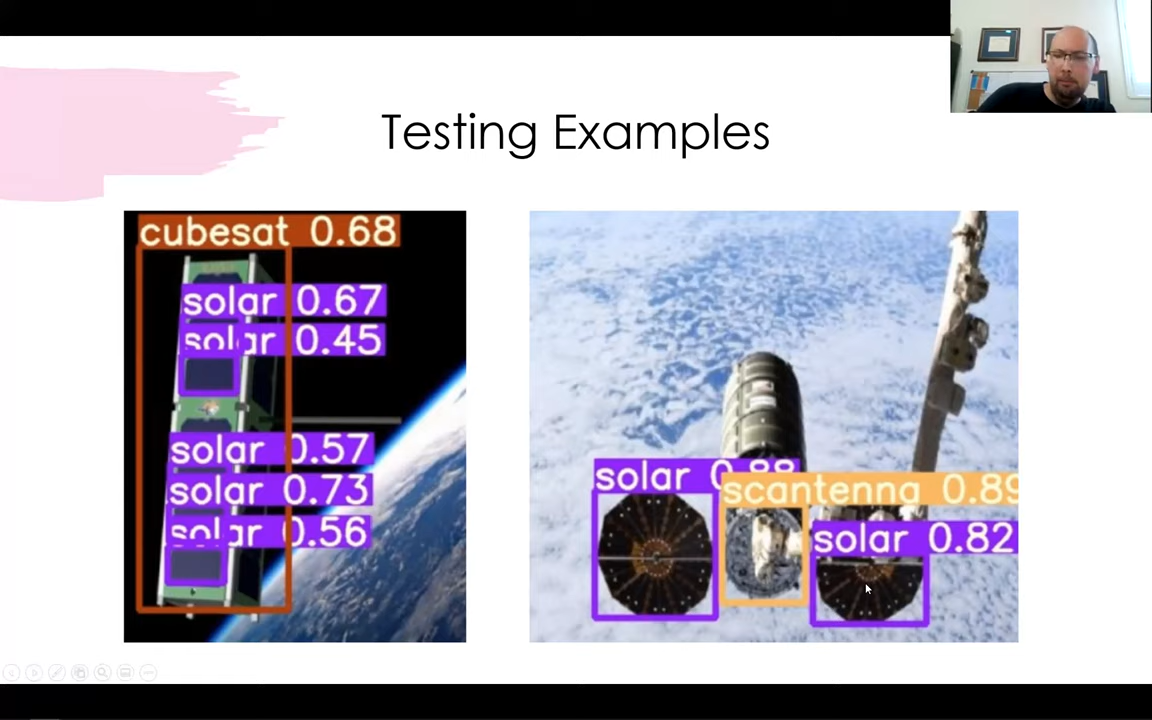 Testing Examples
cubesat 0.68
solar 0.67
solar 0.45
solar 0.57
solar 0.73
solar 0.56
solar 0.88
scantenna 0.89
solar 0.82